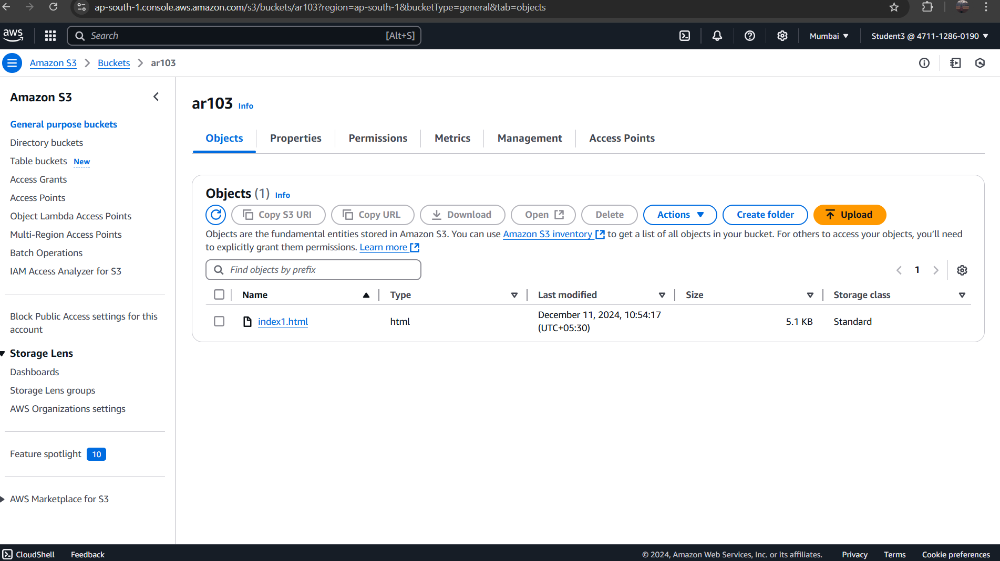 ap-south-1.console.aws.amazon.com/s3/buckets/ar103?region=ap-south-1&bucketType=general&tab=objects
aws
Search [Alt+S]
Mumbai
Student3 @ 4711-1286-0190
Amazon S3
Buckets
ar103
Amazon S3
General purpose buckets
Directory buckets
Table buckets New
Access Grants
Access Points
Object Lambda Access Points
Multi-Region Access Points
Batch Operations
IAM Access Analyzer for S3
Block Public Access settings for this
account
Storage Lens
Dashboards
Storage Lens groups
AWS Organizations settings
Feature spotlight 10
AWS Marketplace for S3
ar103 Info
Objects Properties Permissions Metrics Management Access Points
Objects (1) Info
Copy S3 URI Copy URL Download Open Delete Actions Create folder Upload
Objects are the fundamental entities stored in Amazon S3. You can use Amazon S3 inventory to get a list of all objects in your bucket. For others to access your objects, you’ll need
to explicitly grant them permissions. Learn more
Find objects by prefix
1
Name Type Last modified Size Storage class
index1.html html December 11, 2024, 10:54:17 5.1 KB Standard
(UTC+05:30)
CloudShell Feedback © 2024, Amazon Web Services, Inc. or its affiliates. Privacy Terms Cookie preferences